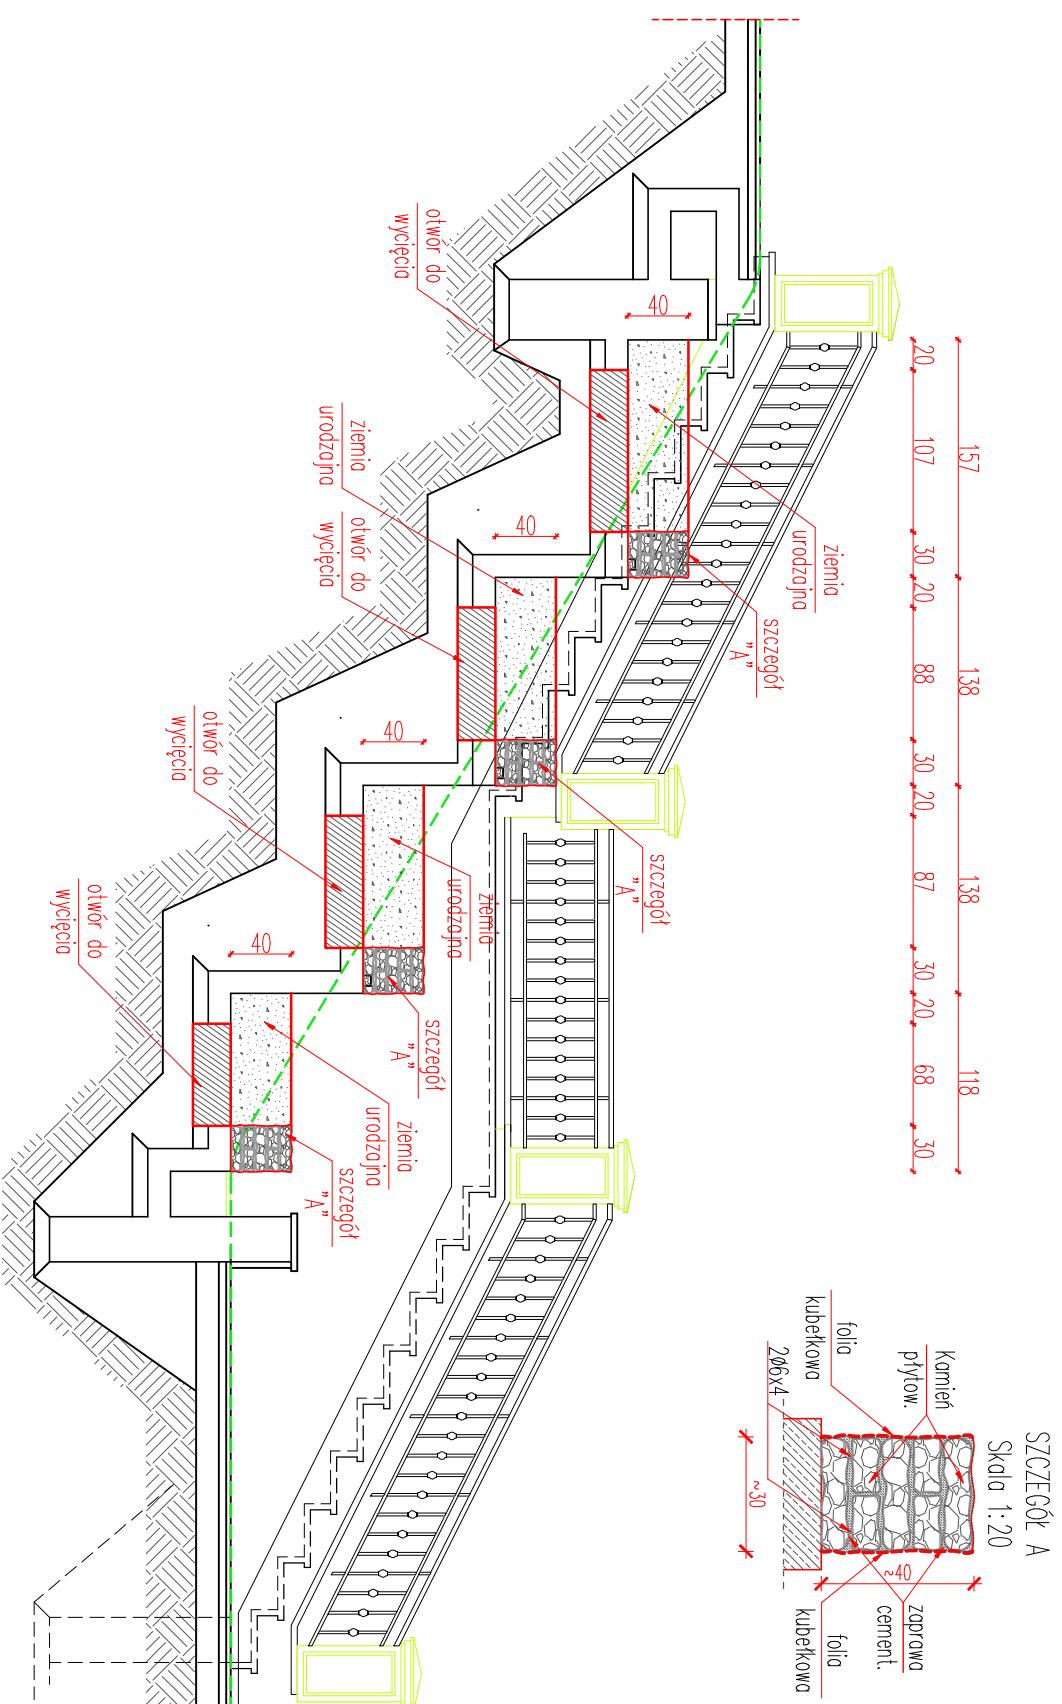 SZCZEGÓŁ A
Skala 1:20
Kamień
płytow.
folia
kubełkowa
2ø6x4
~30
~40
zaprawa
cement.
folia
kubełkowa
157
138
138
118
20
107
30
20
88
30
20
87
30
20
68
30
40
40
40
40
otwór do
wycięcia
ziemia
urodzajna
szczegół
"A"
ziemia
urodzajna
otwór do
wycięcia
szczegół
"A"
otwór do
wycięcia
ziemia
urodzajna
szczegół
"A"
otwór do
wycięcia
ziemia
urodzajna
szczegół
"A"